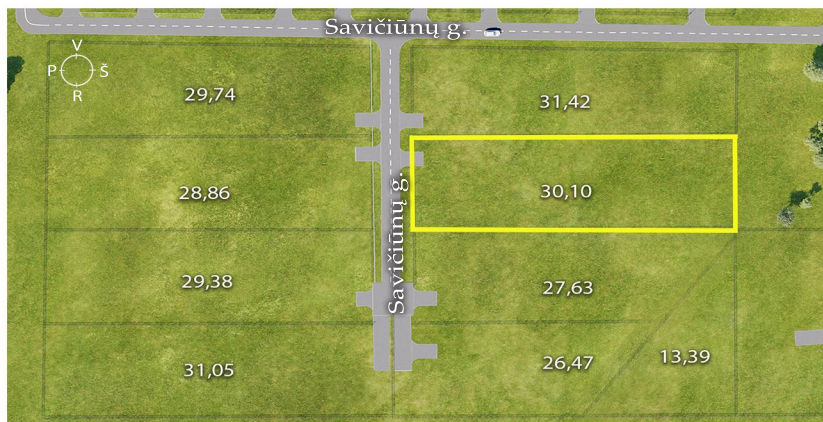 Savičiūnų g.
V
P Š
R
29,74
31,42
28,86
30,10
Savičiūnų g.
29,38
27,63
31,05
26,47
13,39